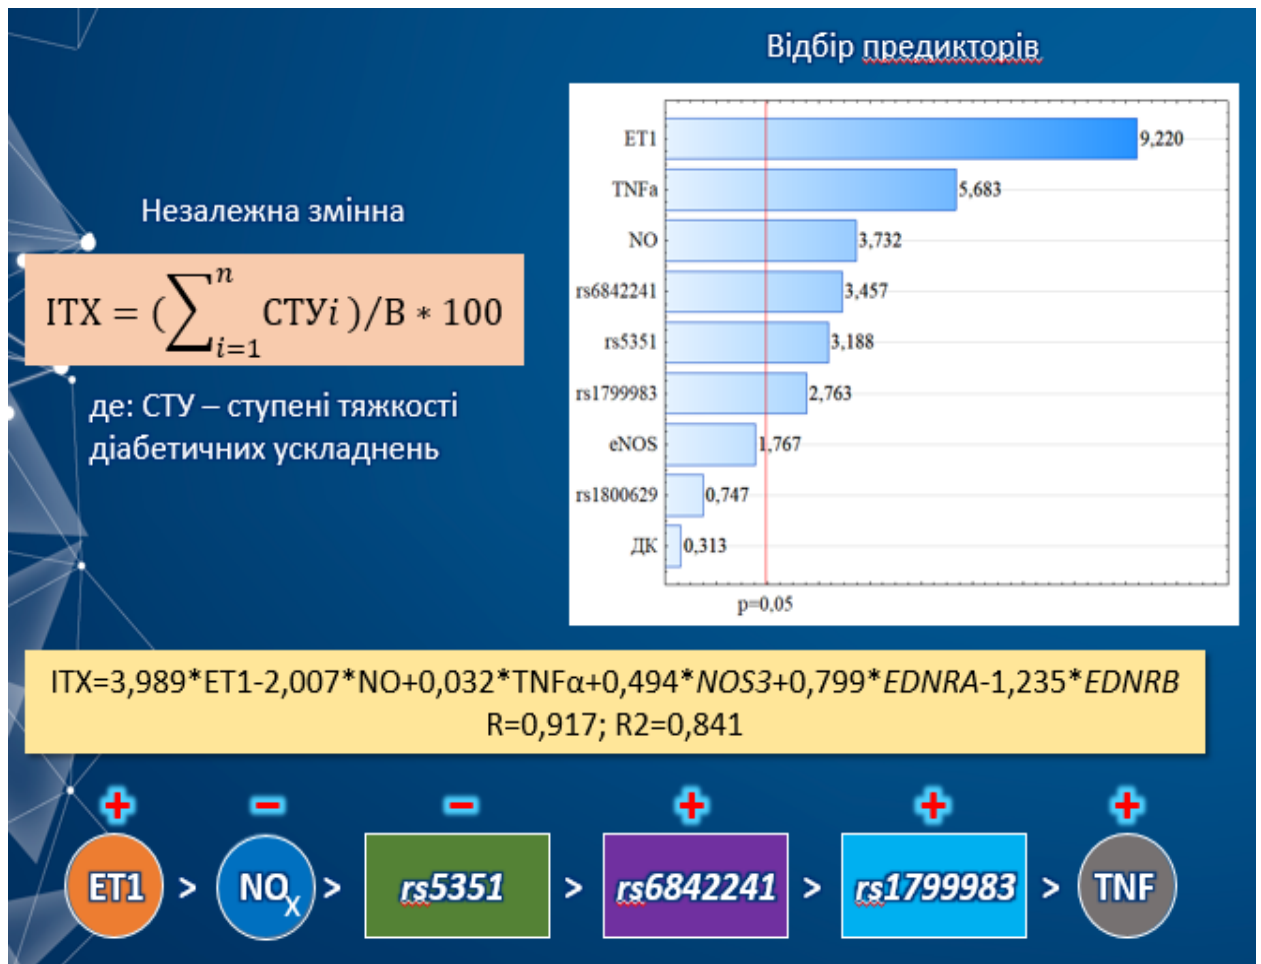 Відбір предикторів
ET1 9,220
TNFa 5,683
NO 3,732
rs6842241 3,457
rs5351 3,188
rs1799983 2,763
eNOS 1,767
rs1800629 0,747
ДК 0,313
p=0,05
Незалежна змінна
ІТХ = (∑ⁿᵢ₌₁ СТУi )/В ∗ 100
де: СТУ – ступені тяжкості
діабетичних ускладнень
ІТХ=3,989*ET1-2,007*NO+0,032*TNFα+0,494*NOS3+0,799*EDNRA-1,235*EDNRB
R=0,917; R2=0,841
+ − − + + +
ET1 > NOX > rs5351 > rs6842241 > rs1799983 > TNF